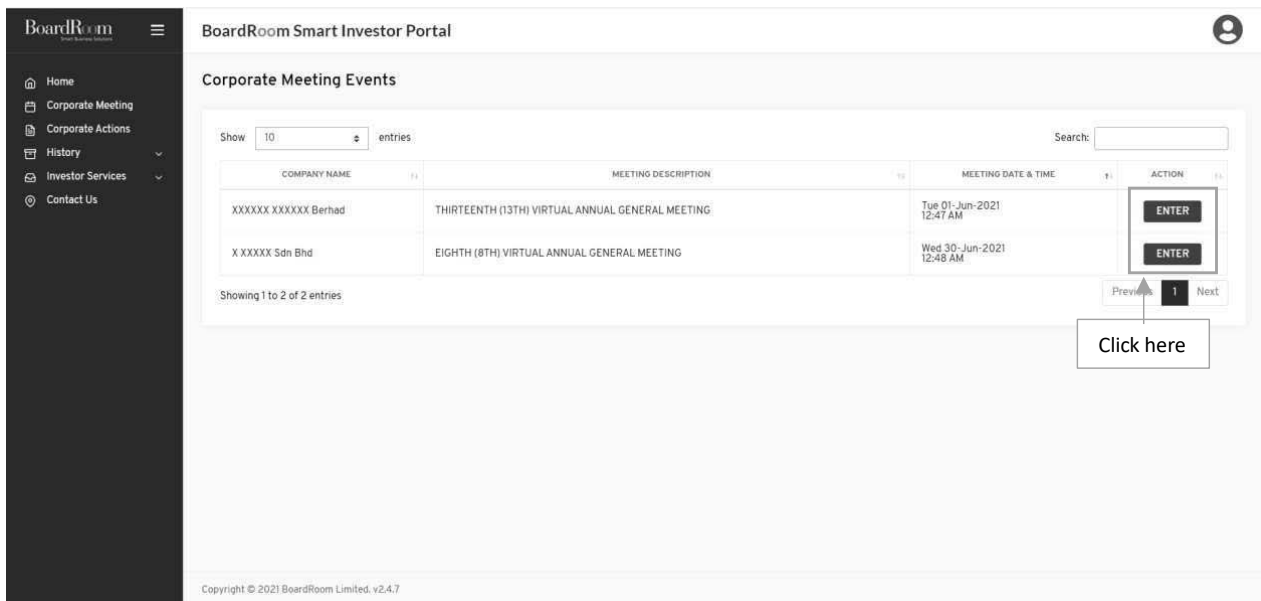 BoardRoom
Smart Business Solutions
BoardRoom Smart Investor Portal
Home
Corporate Meeting
Corporate Actions
History
Investor Services
Contact Us
Corporate Meeting Events
Show 10 entries
Search:
COMPANY NAME MEETING DESCRIPTION MEETING DATE & TIME ACTION
XXXXXX XXXXXX Berhad THIRTEENTH (13TH) VIRTUAL ANNUAL GENERAL MEETING Tue 01-Jun-2021
12:47 AM ENTER
X XXXXX Sdn Bhd EIGHTH (8TH) VIRTUAL ANNUAL GENERAL MEETING Wed 30-Jun-2021
12:48 AM ENTER
Showing 1 to 2 of 2 entries
Previous 1 Next
Click here
Copyright © 2021 BoardRoom Limited. v2.4.7